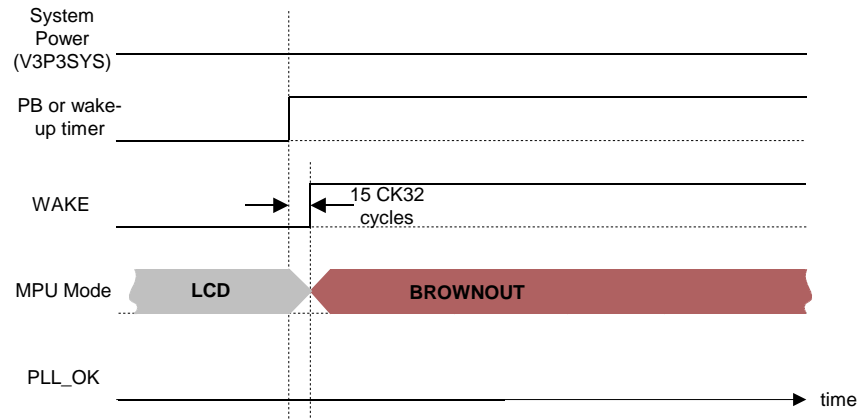 System
Power
(V3P3SYS)
PB or wake-
up timer
WAKE
15 CK32
cycles
MPU Mode
LCD
BROWNOUT
PLL_OK
time